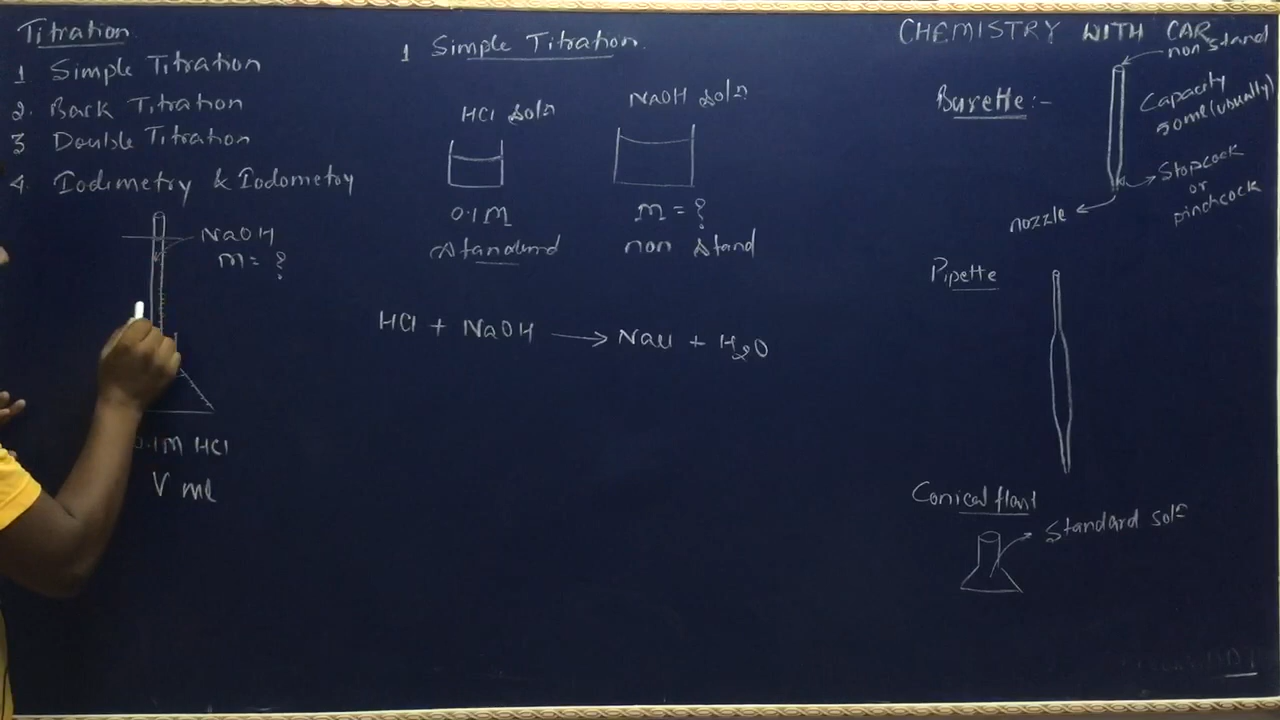 Titration
1 Simple Titration
2. Back Titration
3 Double Titration
4. Iodimetry & Iodometry
NaOH
m = ?
0.1M HCl
V ml
1 Simple Titration.
HCl Solⁿ
NaOH Solⁿ
0.1M
M = ?
Standard
non Stand
HCl + NaOH → NaCl + H₂O
CHEMISTRY WITH CAR
Burette:-
non stand
Capacity
50ml (usually)
Stopcock
or
pinchcock
nozzle
Pipette
Conical flask
Standard solⁿ